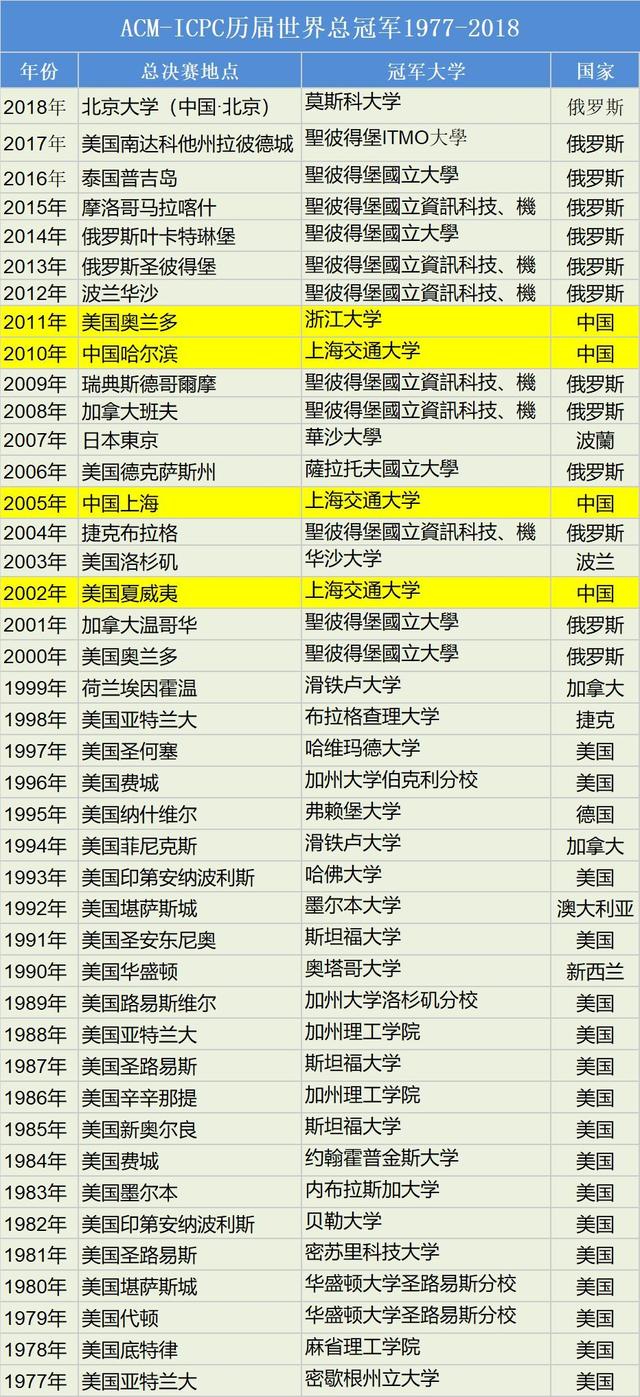 ACM-ICPC历届世界总冠军1977-2018
年份 总决赛地点 冠军大学 国家
2018年 北京大学（中国·北京） 莫斯科大学 俄罗斯
2017年 美国南达科他州拉彼德城 聖彼得堡ITMO大學 俄罗斯
2016年 泰国普吉岛 聖彼得堡國立大學 俄罗斯
2015年 摩洛哥马拉喀什 聖彼得堡國立資訊科技、機 俄罗斯
2014年 俄罗斯叶卡特琳堡 聖彼得堡國立大學 俄罗斯
2013年 俄罗斯圣彼得堡 聖彼得堡國立資訊科技、機 俄罗斯
2012年 波兰华沙 聖彼得堡國立資訊科技、機 俄罗斯
2011年 美国奥兰多 浙江大学 中国
2010年 中国哈尔滨 上海交通大学 中国
2009年 瑞典斯德哥爾摩 聖彼得堡國立資訊科技、機 俄罗斯
2008年 加拿大班夫 聖彼得堡國立資訊科技、機 俄罗斯
2007年 日本東京 華沙大學 波蘭
2006年 美国德克萨斯州 薩拉托夫國立大學 俄罗斯
2005年 中国上海 上海交通大学 中国
2004年 捷克布拉格 聖彼得堡國立資訊科技、機 俄罗斯
2003年 美国洛杉矶 华沙大学 波兰
2002年 美国夏威夷 上海交通大学 中国
2001年 加拿大温哥华 聖彼得堡國立大學 俄罗斯
2000年 美国奥兰多 聖彼得堡國立大學 俄罗斯
1999年 荷兰埃因霍温 滑铁卢大学 加拿大
1998年 美国亚特兰大 布拉格查理大学 捷克
1997年 美国圣何塞 哈维玛德大学 美国
1996年 美国费城 加州大学伯克利分校 美国
1995年 美国纳什维尔 弗赖堡大学 德国
1994年 美国菲尼克斯 滑铁卢大学 加拿大
1993年 美国印第安纳波利斯 哈佛大学 美国
1992年 美国堪萨斯城 墨尔本大学 澳大利亚
1991年 美国圣安东尼奥 斯坦福大学 美国
1990年 美国华盛顿 奥塔哥大学 新西兰
1989年 美国路易斯维尔 加州大学洛杉矶分校 美国
1988年 美国亚特兰大 加州理工学院 美国
1987年 美国圣路易斯 斯坦福大学 美国
1986年 美国辛辛那提 加州理工学院 美国
1985年 美国新奥尔良 斯坦福大学 美国
1984年 美国费城 约翰霍普金斯大学 美国
1983年 美国墨尔本 内布拉斯加大学 美国
1982年 美国印第安纳波利斯 贝勒大学 美国
1981年 美国圣路易斯 密苏里科技大学 美国
1980年 美国堪萨斯城 华盛顿大学圣路易斯分校 美国
1979年 美国代顿 华盛顿大学圣路易斯分校 美国
1978年 美国底特律 麻省理工学院 美国
1977年 美国亚特兰大 密歇根州立大学 美国